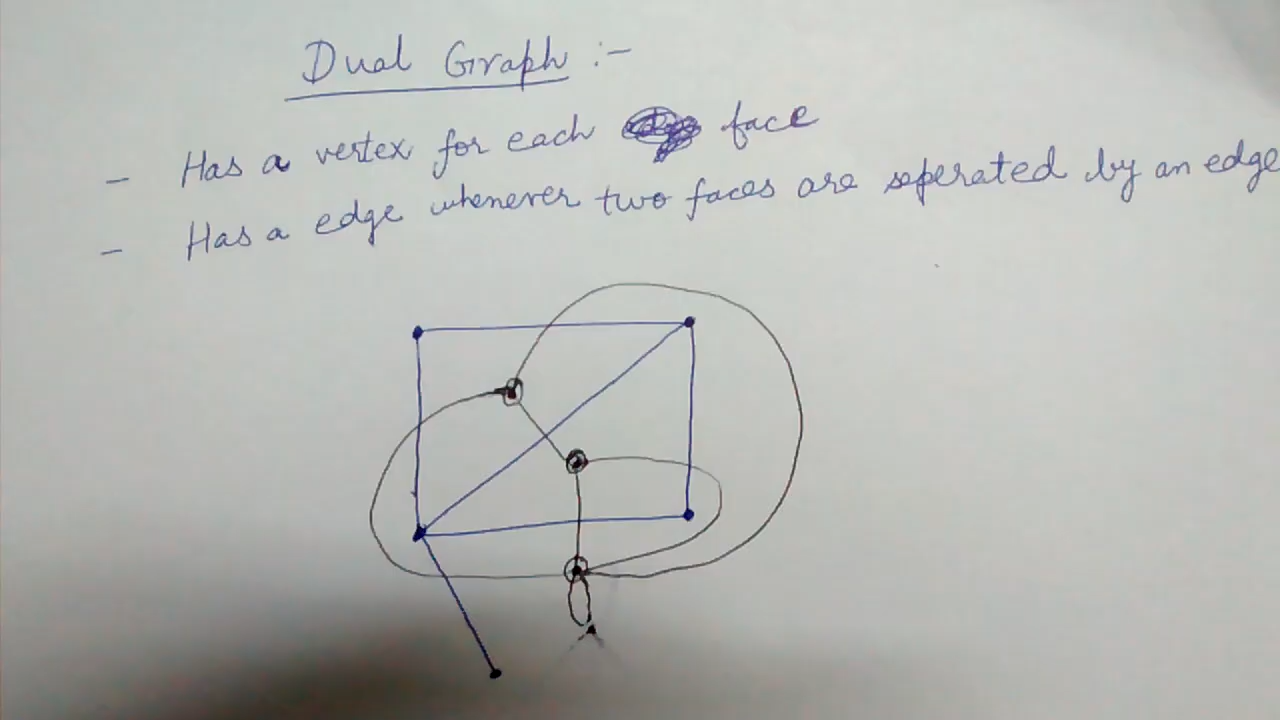 Dual Graph :-
- Has a vertex for each face
- Has a edge whenever two faces are seperated by an edge